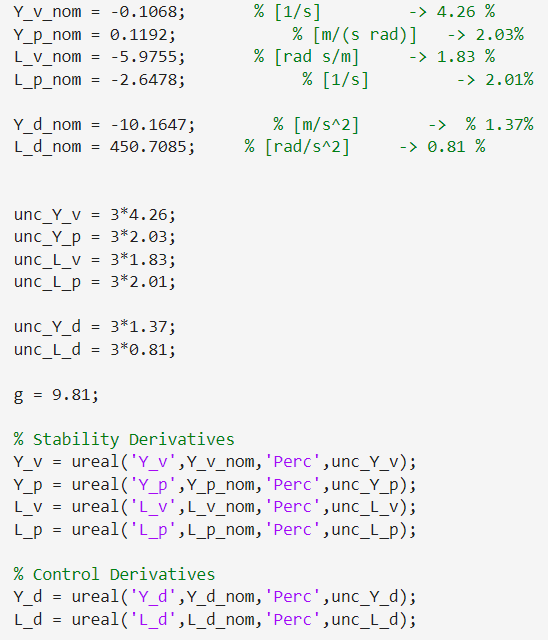 Y_v_nom = -0.1068; % [1/s] -> 4.26 %
Y_p_nom = 0.1192; % [m/(s rad)] -> 2.03%
L_v_nom = -5.9755; % [rad s/m] -> 1.83 %
L_p_nom = -2.6478; % [1/s] -> 2.01%
Y_d_nom = -10.1647; % [m/s^2] -> % 1.37%
L_d_nom = 450.7085; % [rad/s^2] -> 0.81 %
unc_Y_v = 3*4.26;
unc_Y_p = 3*2.03;
unc_L_v = 3*1.83;
unc_L_p = 3*2.01;
unc_Y_d = 3*1.37;
unc_L_d = 3*0.81;
g = 9.81;
% Stability Derivatives
Y_v = ureal('Y_v',Y_v_nom,'Perc',unc_Y_v);
Y_p = ureal('Y_p',Y_p_nom,'Perc',unc_Y_p);
L_v = ureal('L_v',L_v_nom,'Perc',unc_L_v);
L_p = ureal('L_p',L_p_nom,'Perc',unc_L_p);
% Control Derivatives
Y_d = ureal('Y_d',Y_d_nom,'Perc',unc_Y_d);
L_d = ureal('L_d',L_d_nom,'Perc',unc_L_d);